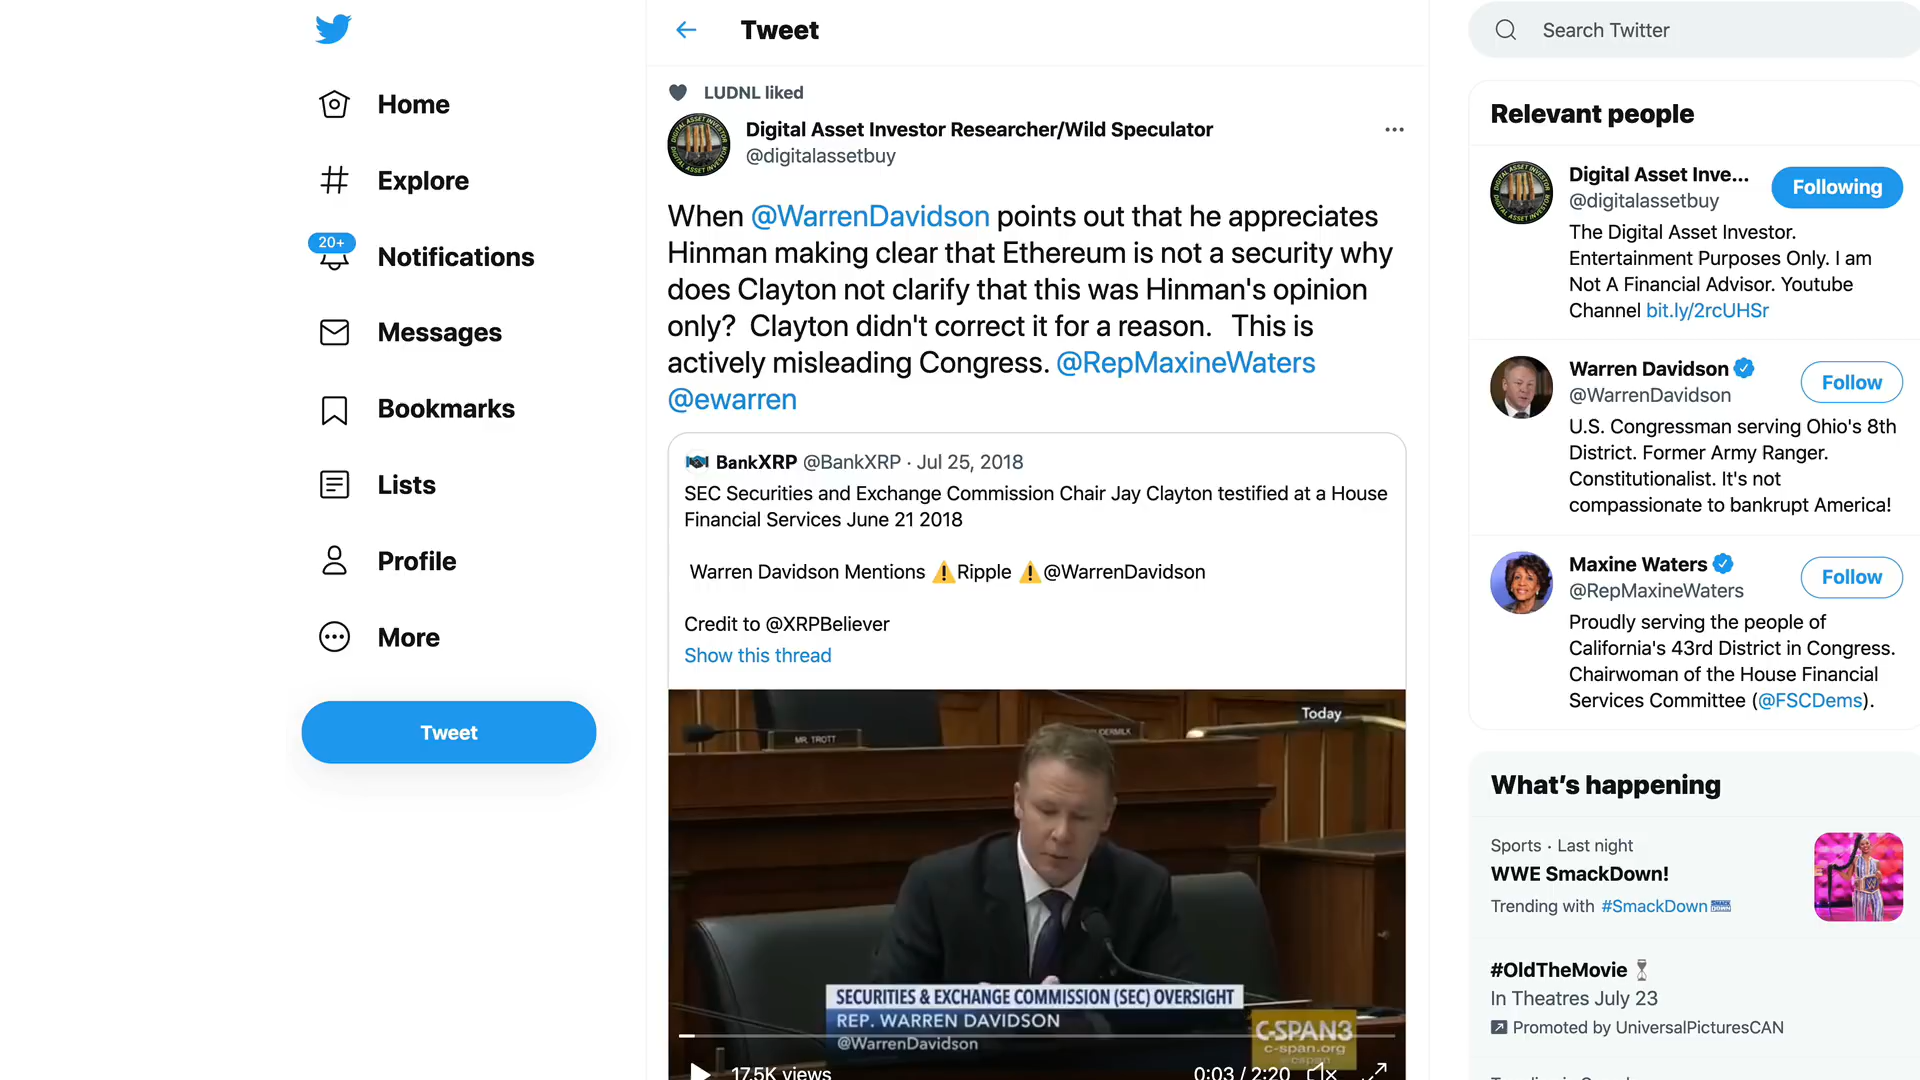 Home
Explore
20+
Notifications
Messages
Bookmarks
Lists
Profile
More
Tweet
Tweet
LUDNL liked
Digital Asset Investor Researcher/Wild Speculator
@digitalassetbuy
When @WarrenDavidson points out that he appreciates
Hinman making clear that Ethereum is not a security why
does Clayton not clarify that this was Hinman's opinion
only?  Clayton didn't correct it for a reason.   This is
actively misleading Congress. @RepMaxineWaters
@ewarren
BankXRP @BankXRP · Jul 25, 2018
SEC Securities and Exchange Commission Chair Jay Clayton testified at a House
Financial Services June 21 2018
Warren Davidson Mentions ⚠️Ripple ⚠️@WarrenDavidson
Credit to @XRPBeliever
Show this thread
Today
MR. TROTT
SECURITIES & EXCHANGE COMMISSION (SEC) OVERSIGHT
REP. WARREN DAVIDSON
@WarrenDavidson
C-SPAN3
c-span.org
17.5K views
0:03 / 2:20
Search Twitter
Relevant people
Digital Asset Inve...
@digitalassetbuy
Following
The Digital Asset Investor.
Entertainment Purposes Only. I am
Not A Financial Advisor. Youtube
Channel bit.ly/2rcUHSr
Warren Davidson
@WarrenDavidson
Follow
U.S. Congressman serving Ohio's 8th
District. Former Army Ranger.
Constitutionalist. It's not
compassionate to bankrupt America!
Maxine Waters
@RepMaxineWaters
Follow
Proudly serving the people of
California's 43rd District in Congress.
Chairwoman of the House Financial
Services Committee (@FSCDems).
What's happening
Sports · Last night
WWE SmackDown!
Trending with #SmackDown
#OldTheMovie
In Theatres July 23
Promoted by UniversalPicturesCAN